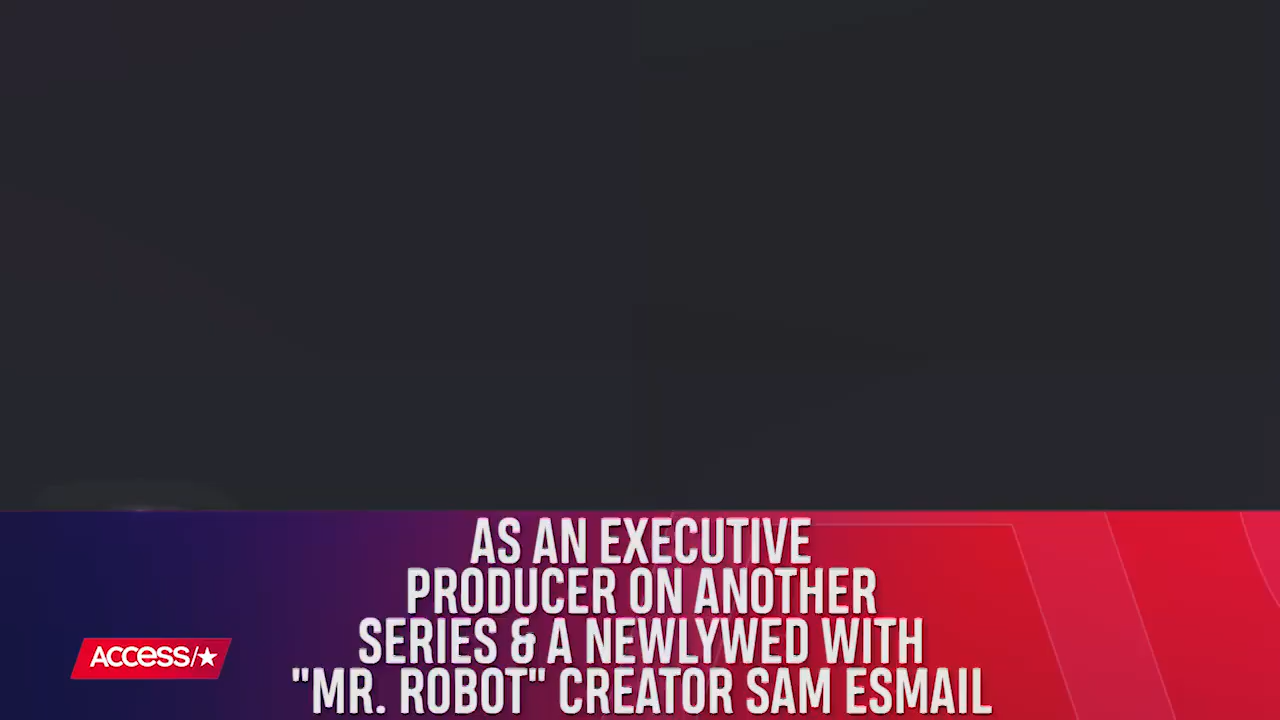 AS AN EXECUTIVE
PRODUCER ON ANOTHER
SERIES & A NEWLYWED WITH
"MR. ROBOT" CREATOR SAM ESMAIL
ACCESS/★